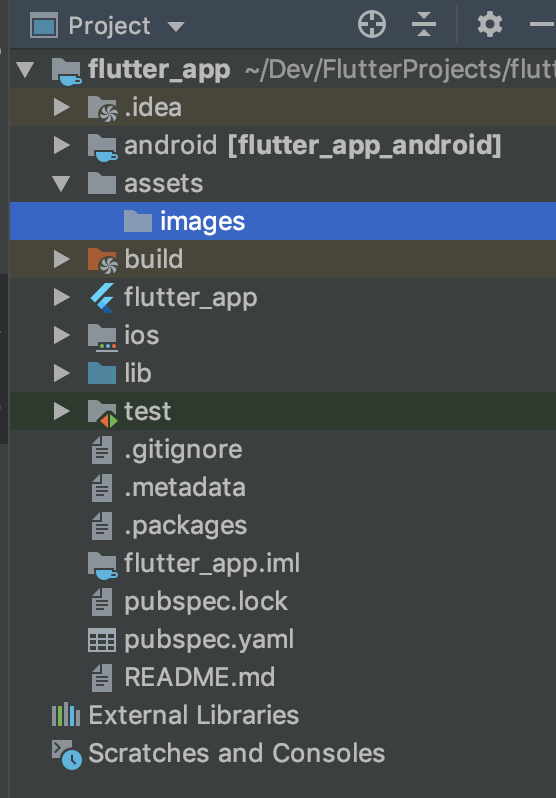 Project
flutter_app ~/Dev/FlutterProjects/flutt
.idea
android [flutter_app_android]
assets
images
build
flutter_app
ios
lib
test
.gitignore
.metadata
.packages
flutter_app.iml
pubspec.lock
pubspec.yaml
README.md
External Libraries
Scratches and Consoles